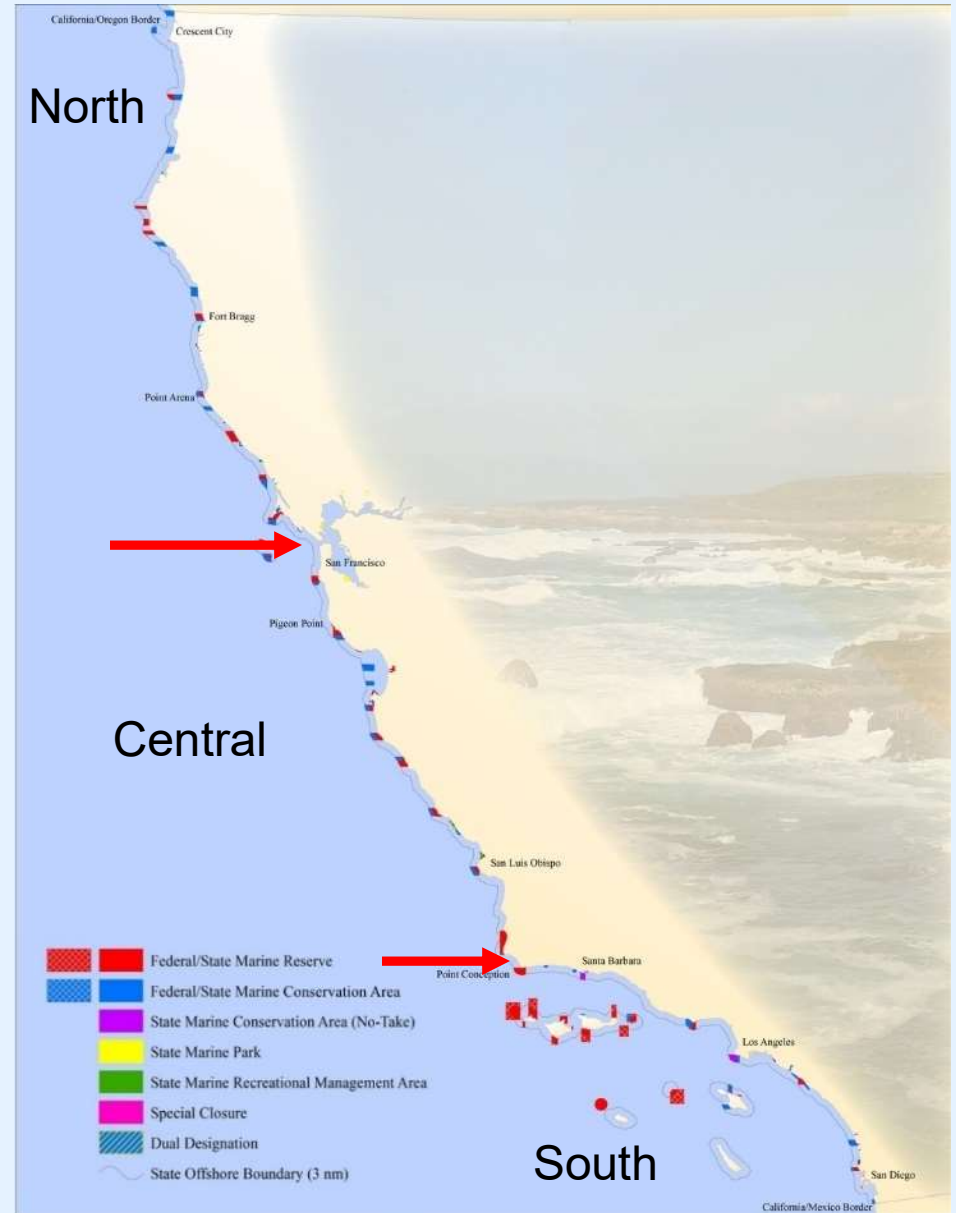 California/Oregon Border
Crescent City
North
Fort Bragg
Point Arena
San Francisco
Pigeon Point
Central
San Luis Obispo
Federal/State Marine Reserve
Santa Barbara
Point Conception
Federal/State Marine Conservation Area
State Marine Conservation Area (No-Take)
Los Angeles
State Marine Park
State Marine Recreational Management Area
Special Closure
Dual Designation
South
State Offshore Boundary (3 nm)
San Diego
California/Mexico Border